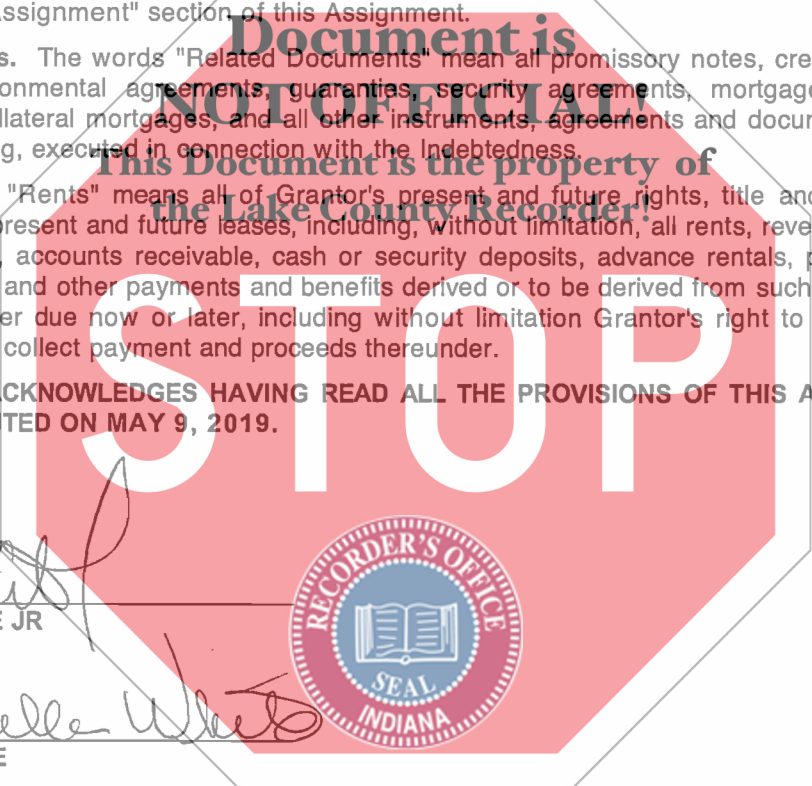 ssignment" section of this Assignment.
Document is
s. The words "Related Documents" mean all promissory notes, cre
onmental agreements, guaranties, security agreements, mortgag
NOT OFFICIAL!
llateral mortgages, and all other instruments, agreements and docu
g, executed in connection with the Indebtedness.
This Document is the property of
"Rents" means all of Grantor's present and future rights, title an
the Lake County Recorder!
resent and future leases, including, without limitation, all rents, reve
, accounts receivable, cash or security deposits, advance rentals, p
and other payments and benefits derived or to be derived from such
er due now or later, including without limitation Grantor's right to
collect payment and proceeds thereunder.
STOP
CKNOWLEDGES HAVING READ ALL THE PROVISIONS OF THIS A
TED ON MAY 9, 2019.
RECORDER'S OFFICE
E JR
SEAL
INDIANA
White
E